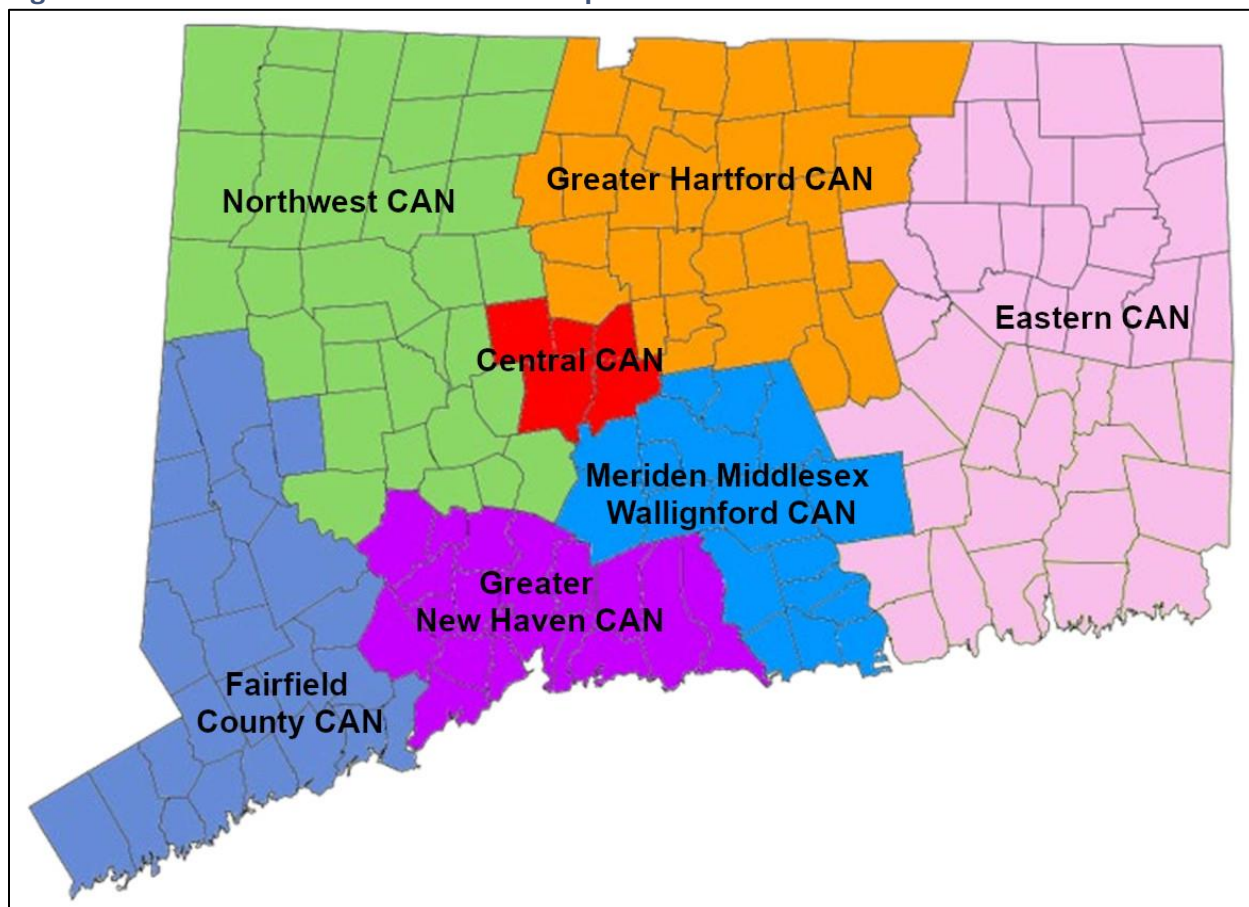 Northwest CAN
Greater Hartford CAN
Eastern CAN
Central CAN
Meriden Middlesex
Wallignford CAN
Greater
New Haven CAN
Fairfield
County CAN